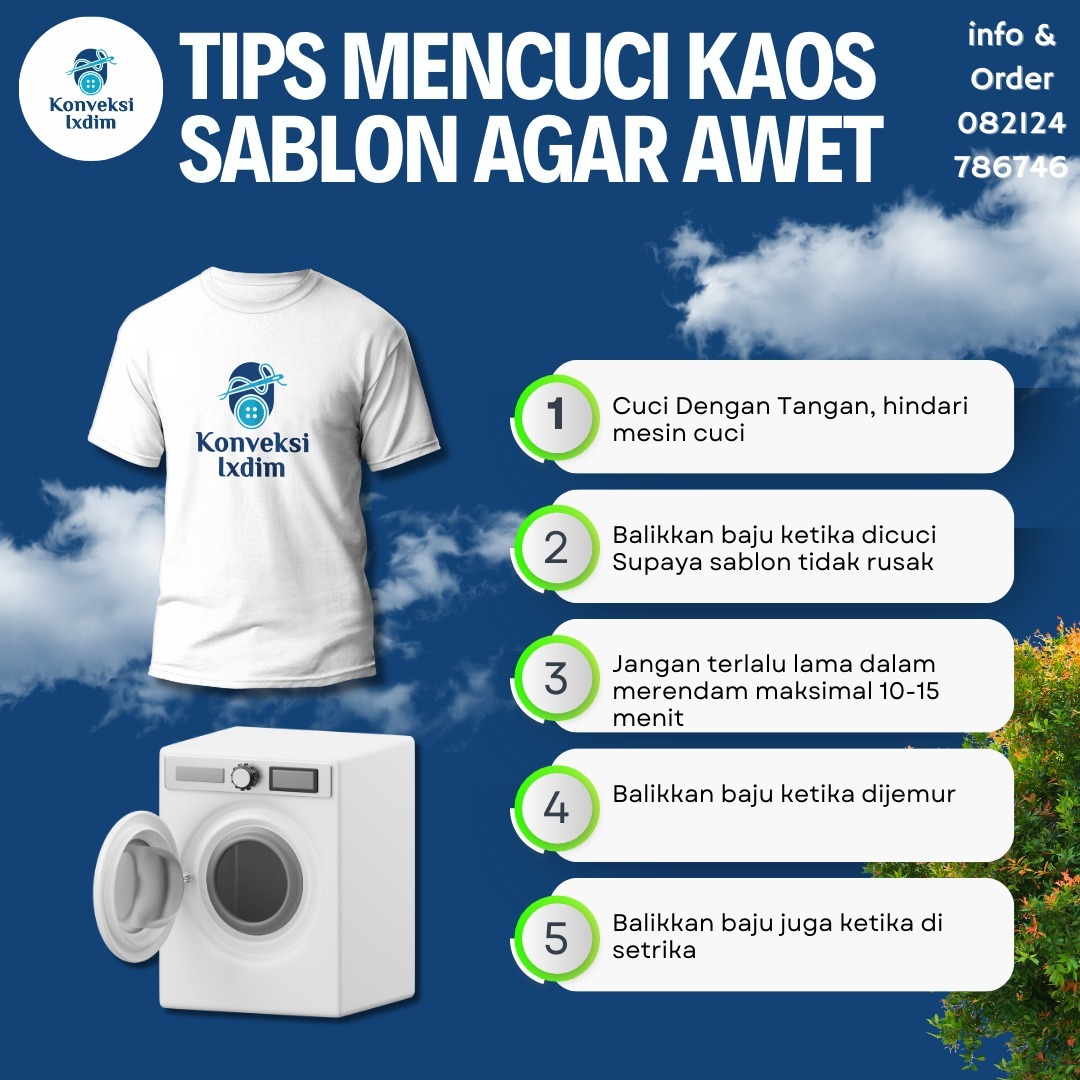 Konveksi
lxdim
TIPS MENCUCI KAOS
SABLON AGAR AWET
info &
Order
082124
786746
Konveksi
lxdim
1
Cuci Dengan Tangan, hindari
mesin cuci
2
Balikkan baju ketika dicuci
Supaya sablon tidak rusak
3
Jangan terlalu lama dalam
merendam maksimal 10-15
menit
4
Balikkan baju ketika dijemur
5
Balikkan baju juga ketika di
setrika